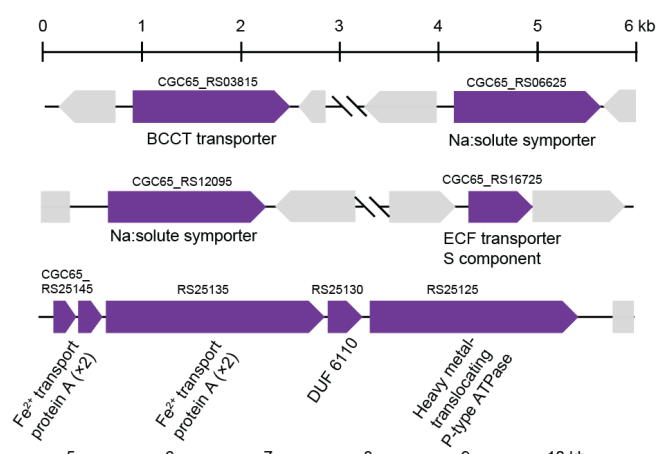 0 1 2 3 4 5 6 kb
CGC65_RS03815 CGC65_RS06625
BCCT transporter Na:solute symporter
CGC65_RS12095 CGC65_RS16725
Na:solute symporter ECF transporter
S component
CGC65_
RS25145 RS25135 RS25130 RS25125
Fe²⁺ transport
protein A (×2)
Fe²⁺ transport
protein A (×2)
DUF 6110
Heavy metal-
translocating
P-type ATPase